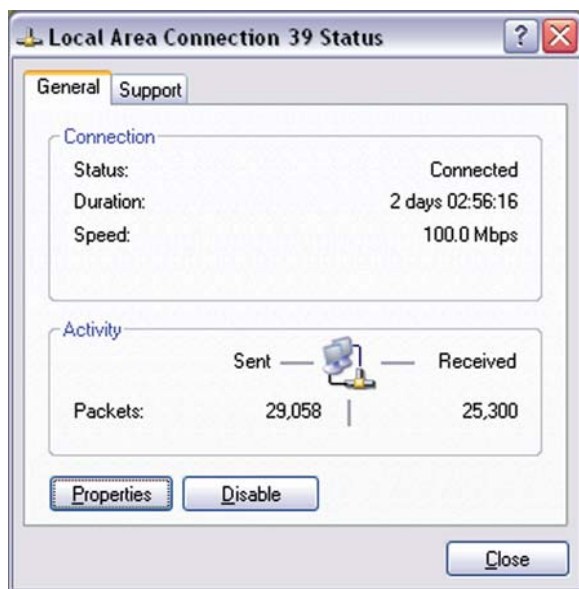 Local Area Connection 39 Status
General Support
Connection
Status: Connected
Duration: 2 days 02:56:16
Speed: 100.0 Mbps
Activity
Sent Received
Packets: 29,058 25,300
Properties Disable
Close